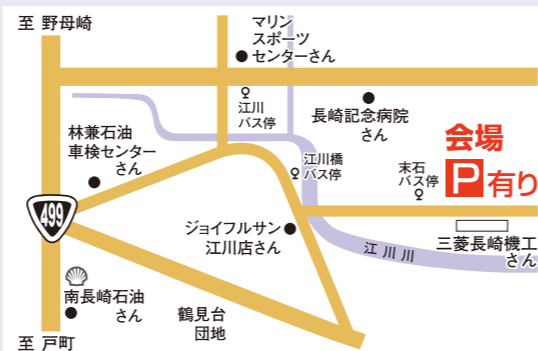 至 野母崎
マリン
スポーツ
センターさん
江川
バス停
長崎記念病院
さん
会場
P有り
林兼石油
車検センター
さん
江川橋
バス停
末石
バス停
499
ジョイフルサン
江川店さん
江川川
三菱長崎機工
さん
南長崎石油
さん
鶴見台
団地
至 戸町